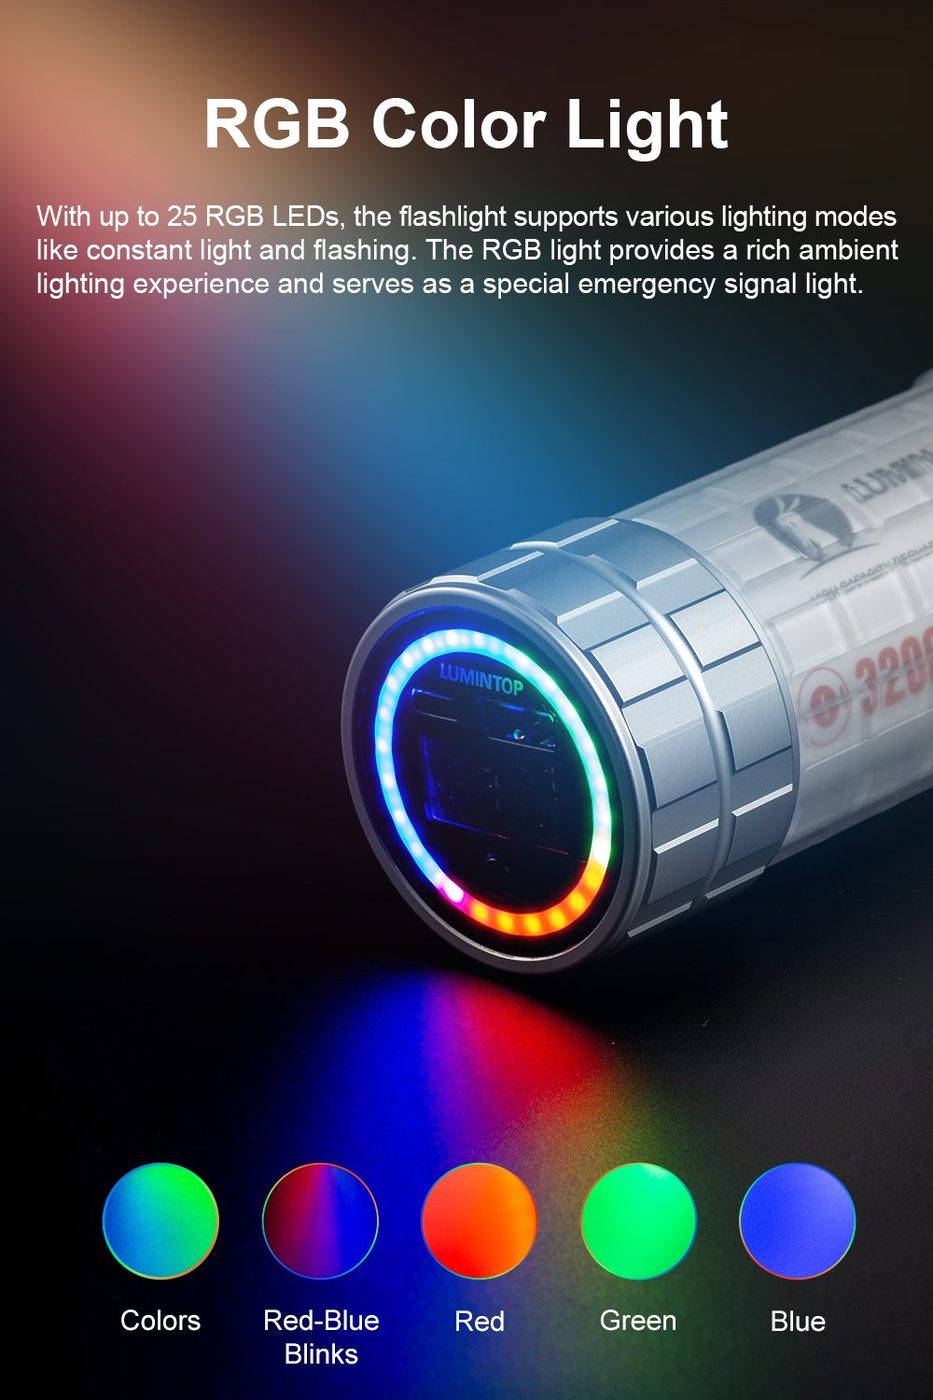 RGB Color Light
With up to 25 RGB LEDs, the flashlight supports various lighting modes
like constant light and flashing. The RGB light provides a rich ambient
lighting experience and serves as a special emergency signal light.
LUMINTOP
Colors
Red-Blue
Blinks
Red
Green
Blue